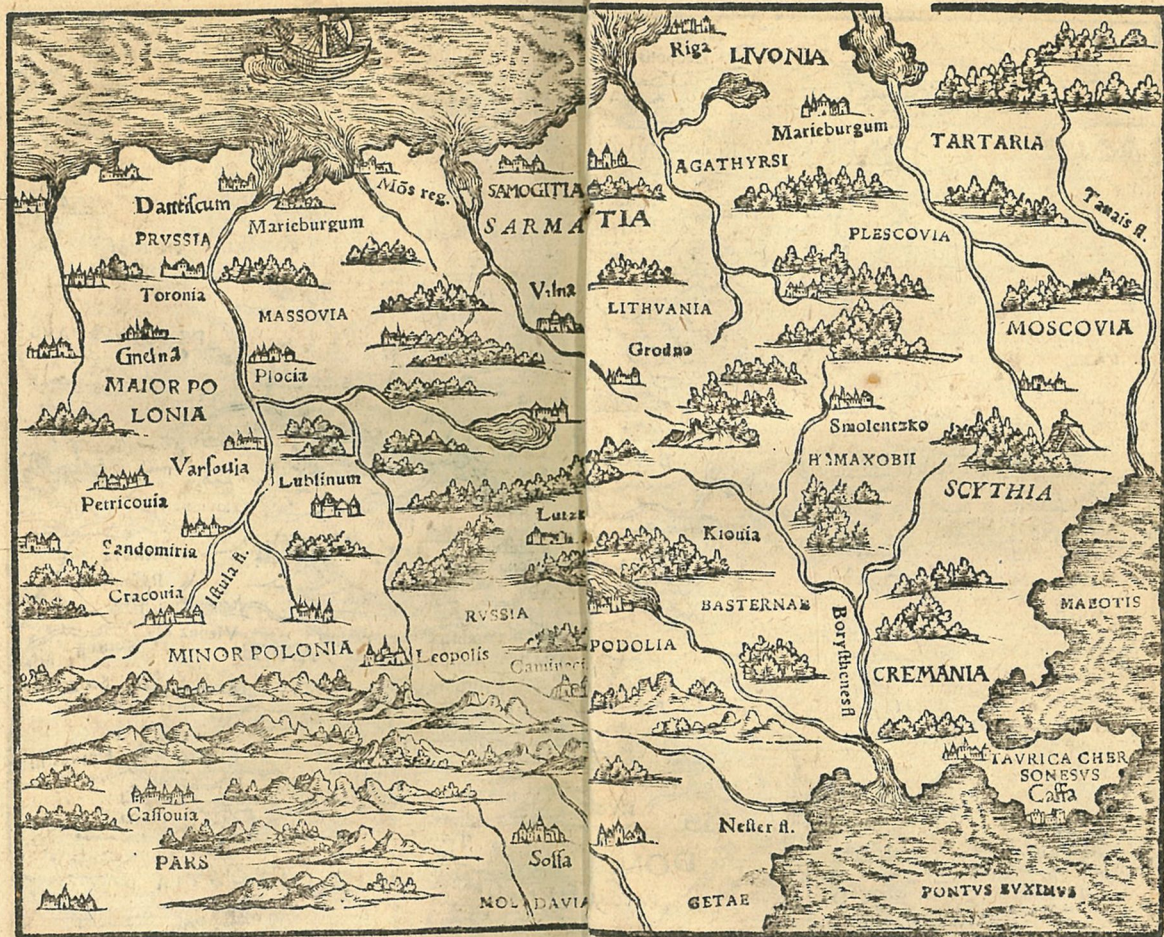 Riga
LIVONIA
Marieburgum
TARTARIA
AGATHYRSI
Mōs reg.
SAMOGITIA
Dantiscum
Marieburgum
SARMATIA
Tanais fl.
PRVSSIA
PLESCOVIA
Toronia
Vilna
MASSOVIA
LITHVANIA
MOSCOVIA
Gnesna
Grodno
Plocia
MAIOR PO
LONIA
Smolentzko
Varsouia
HAMAXOBII
Lublinum
SCYTHIA
Petricouia
Lutzk
Kiouia
Sandomiria
Istula fl.
Cracouia
RVSSIA
BASTERNAE
Borysthenes fl
MAEOTIS
MINOR POLONIA
Leopolis
PODOLIA
CREMANIA
TAVRICA CHER
SONESVS
Caffa
Cassouia
Nester fl.
PARS
Sossa
MOLDAVIA
GETAE
PONTVS EVXINVS